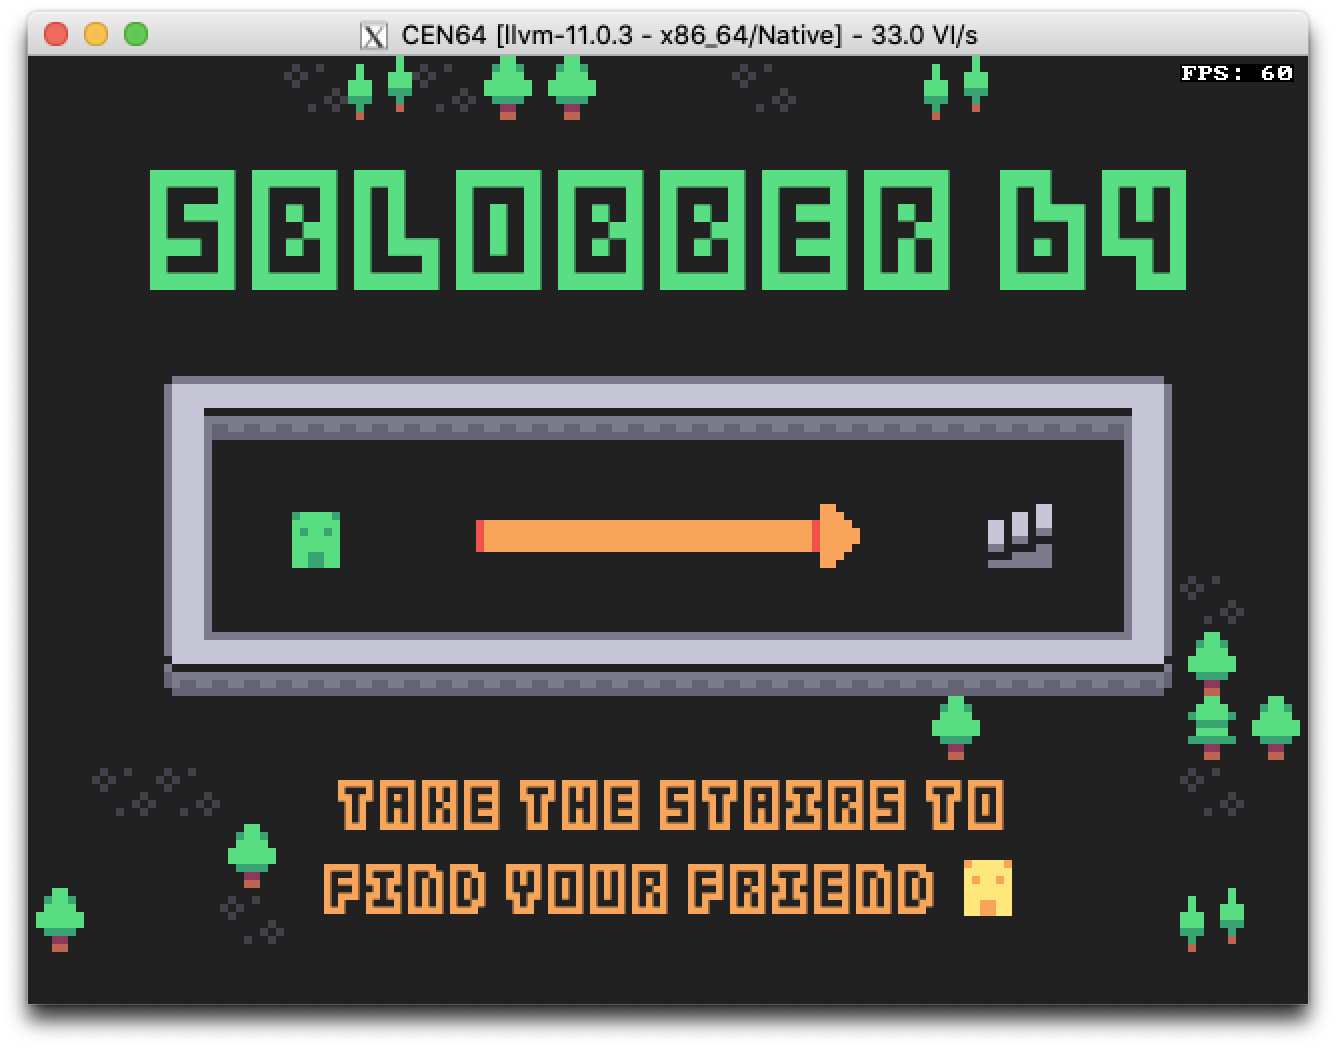 CEN64 [llvm-11.0.3 - x86_64/Native] - 33.0 VI/s
FPS: 60
SBLOBBER 64
TAKE THE STAIRS TO
FIND YOUR FRIEND